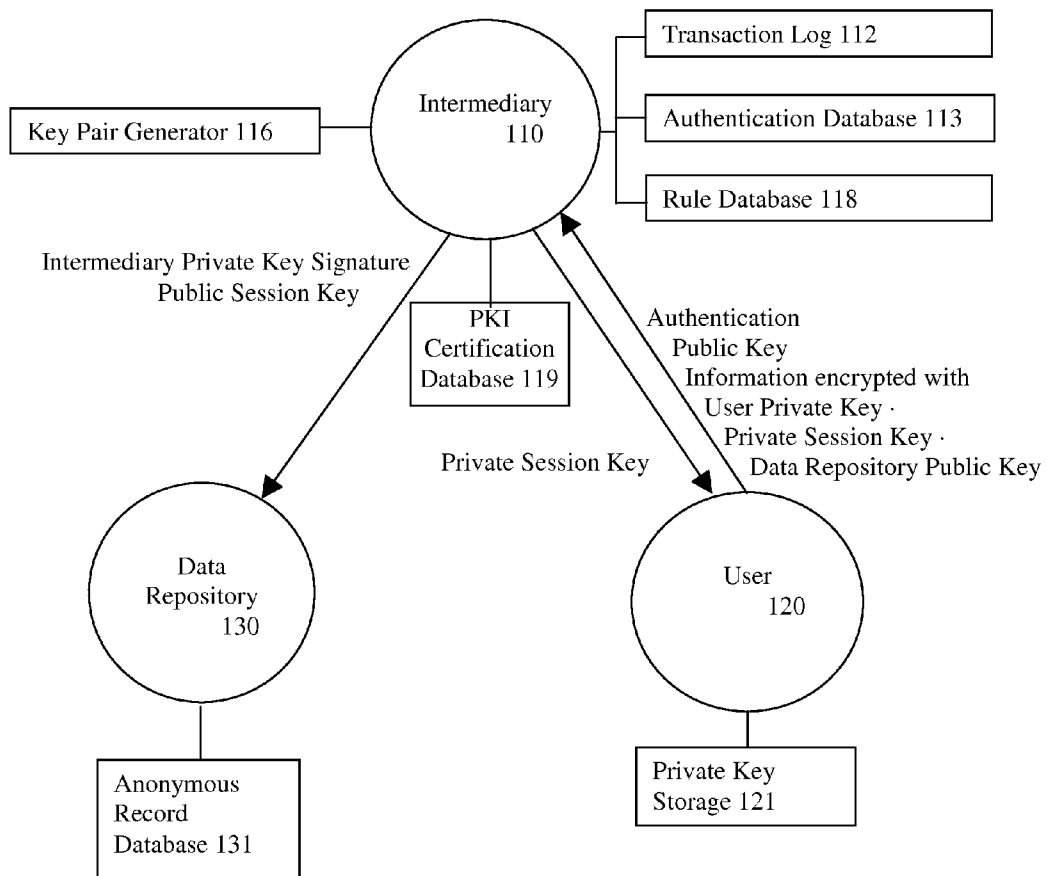 Transaction Log 112
Intermediary
110
Key Pair Generator 116
Authentication Database 113
Rule Database 118
Intermediary Private Key Signature
Public Session Key
PKI
Certification
Database 119
Authentication
Public Key
Information encrypted with
User Private Key ·
Private Session Key ·
Data Repository Public Key
Private Session Key
Data
Repository
130
User
120
Anonymous
Record
Database 131
Private Key
Storage 121